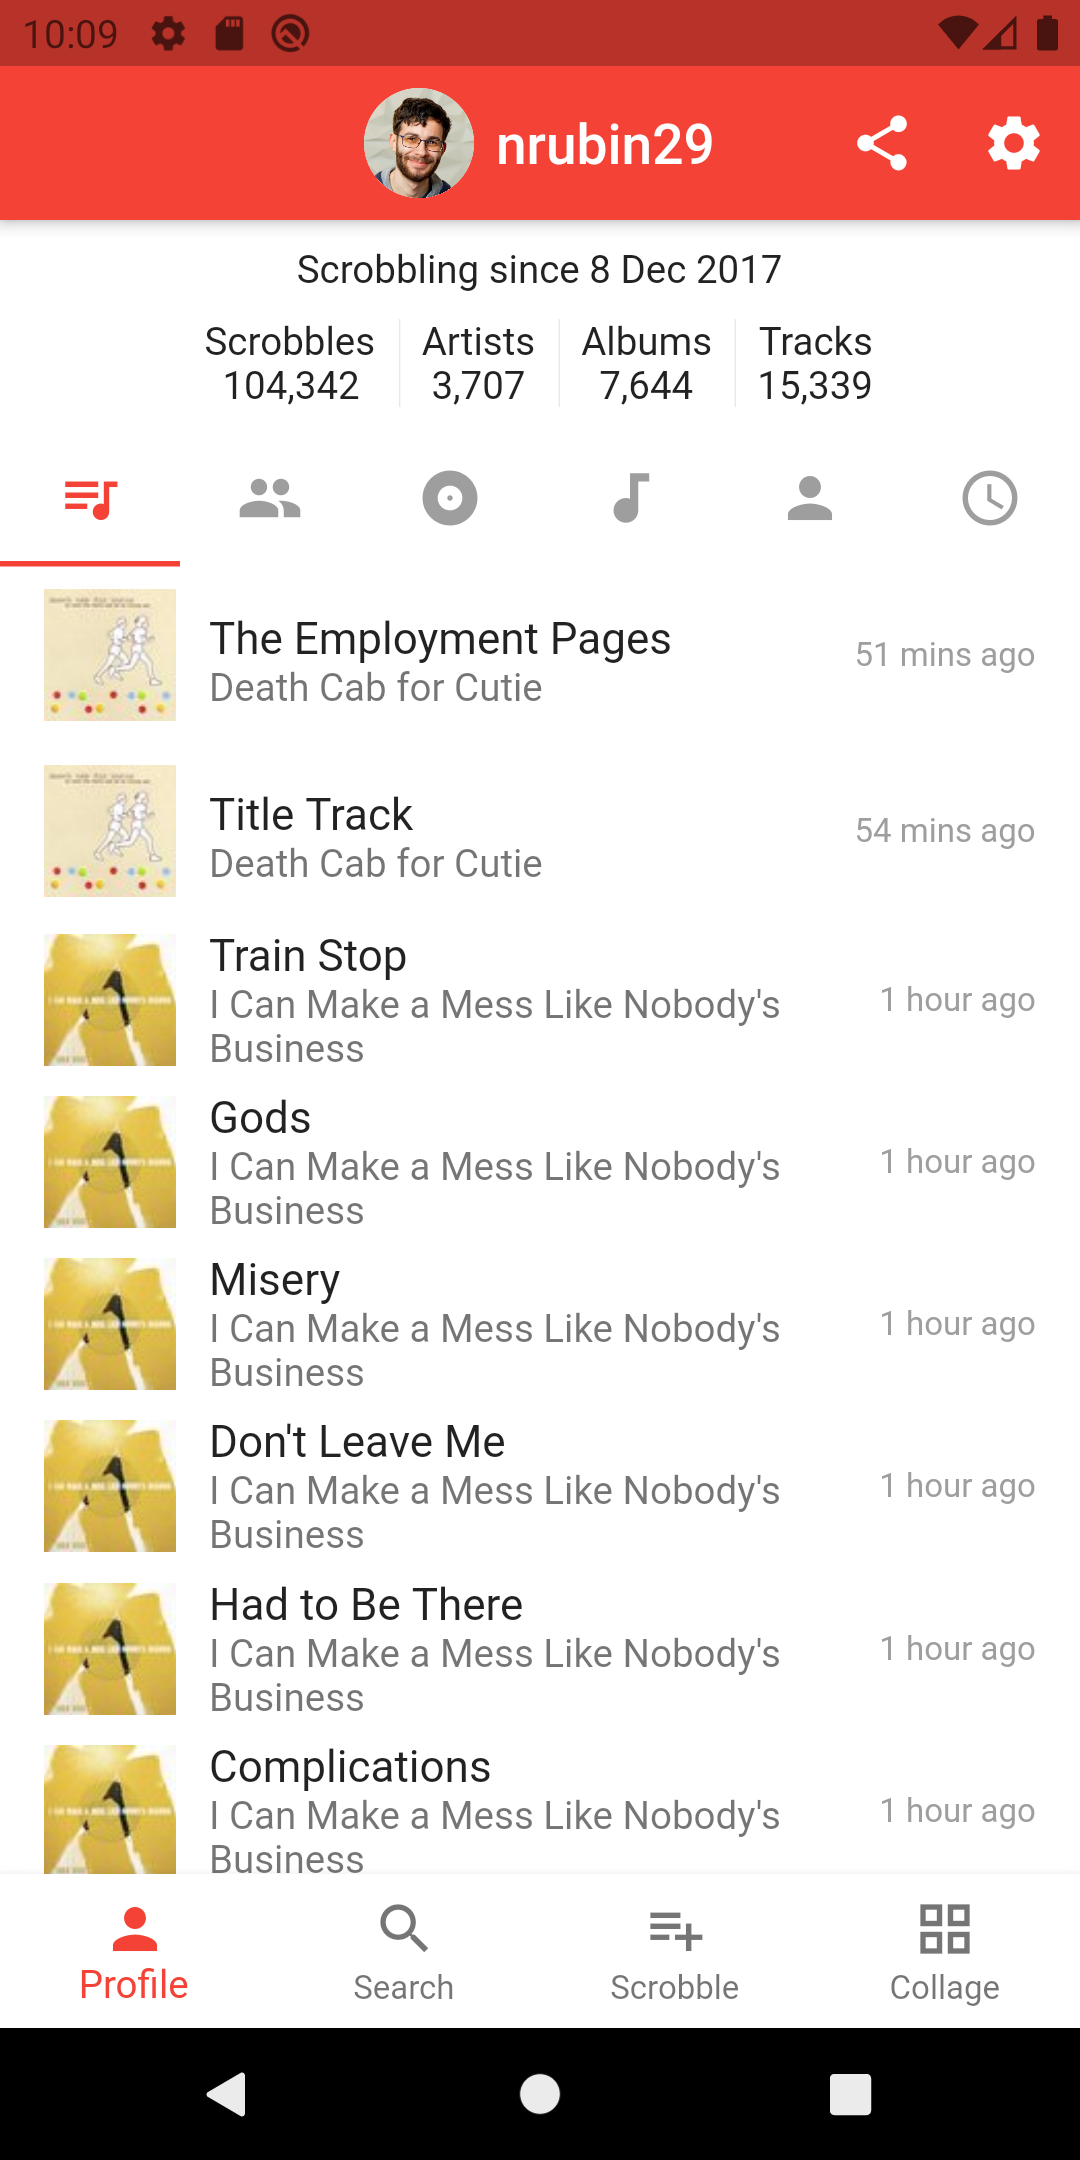 10:09
nrubin29
Scrobbling since 8 Dec 2017
Scrobbles Artists Albums Tracks
104,342 3,707 7,644 15,339
The Employment Pages
Death Cab for Cutie
51 mins ago
Title Track
Death Cab for Cutie
54 mins ago
Train Stop
I Can Make a Mess Like Nobody's
Business
1 hour ago
Gods
I Can Make a Mess Like Nobody's
Business
1 hour ago
Misery
I Can Make a Mess Like Nobody's
Business
1 hour ago
Don't Leave Me
I Can Make a Mess Like Nobody's
Business
1 hour ago
Had to Be There
I Can Make a Mess Like Nobody's
Business
1 hour ago
Complications
I Can Make a Mess Like Nobody's
Business
1 hour ago
Profile Search Scrobble Collage